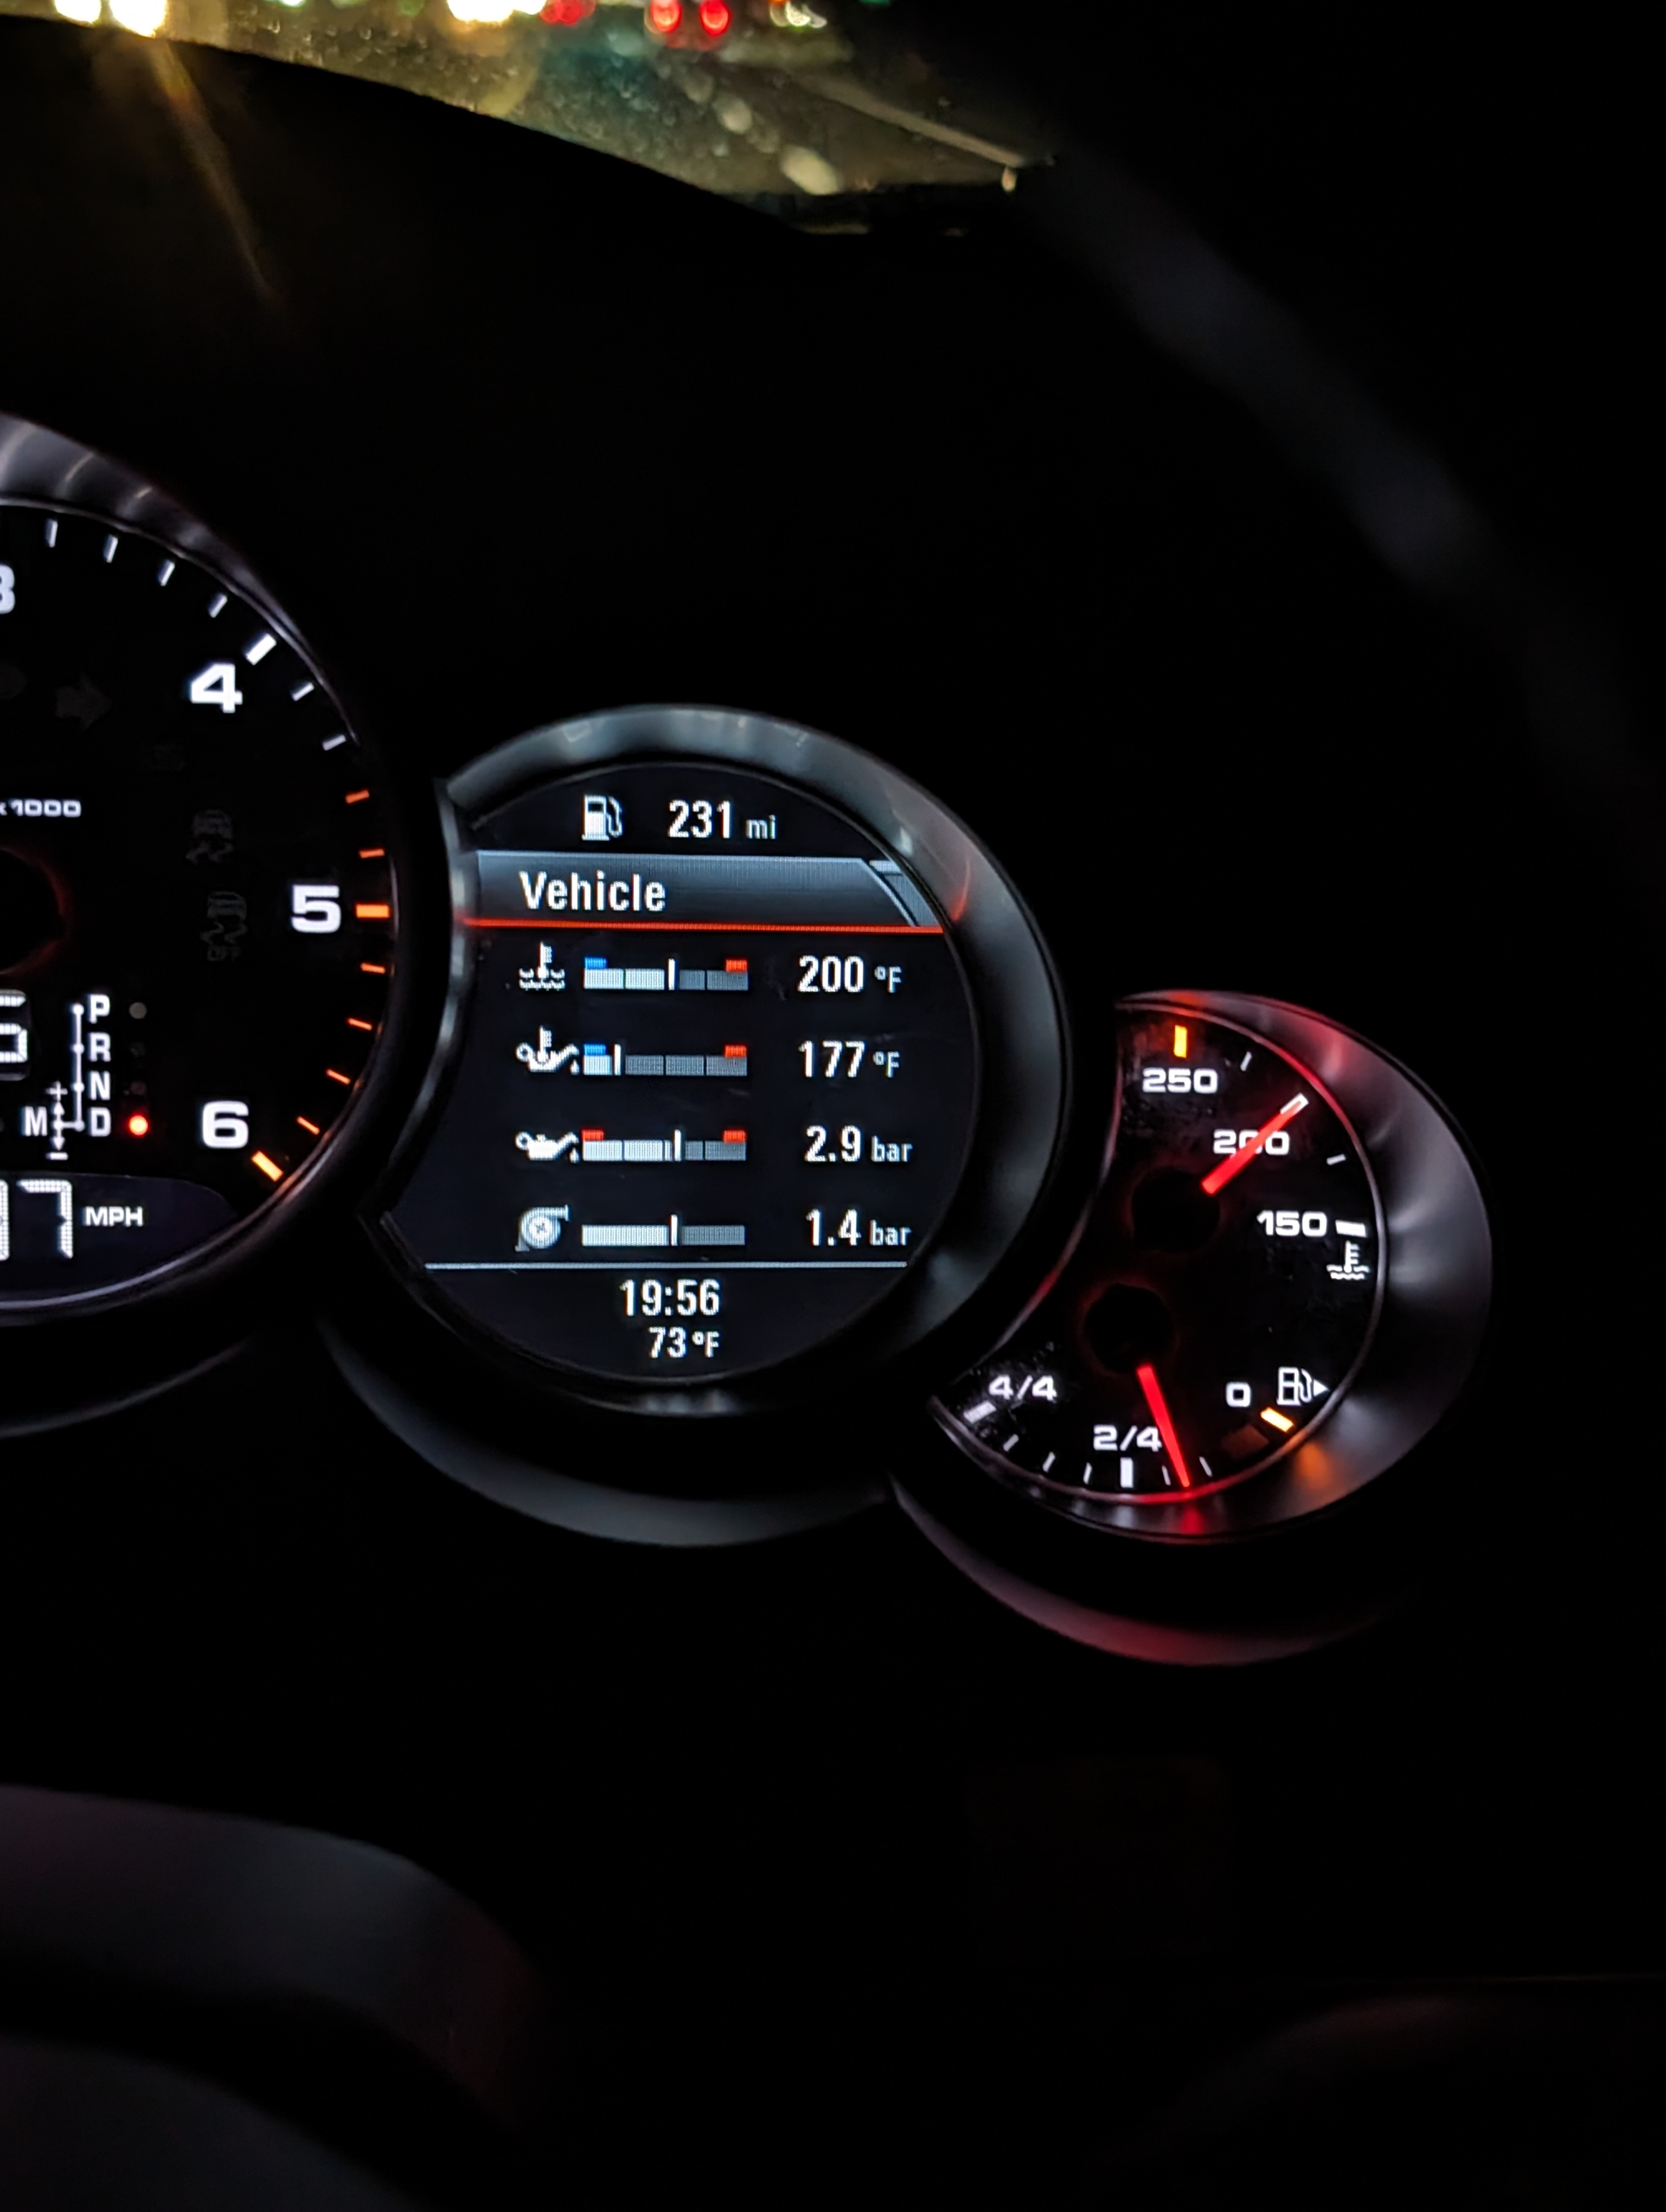 4
x1000
5
P
R
N
M D
+
-
6
7 MPH
231 mi
Vehicle
200 °F
177 °F
2.9 bar
1.4 bar
19:56
73 °F
250
200
150
4/4
2/4
0